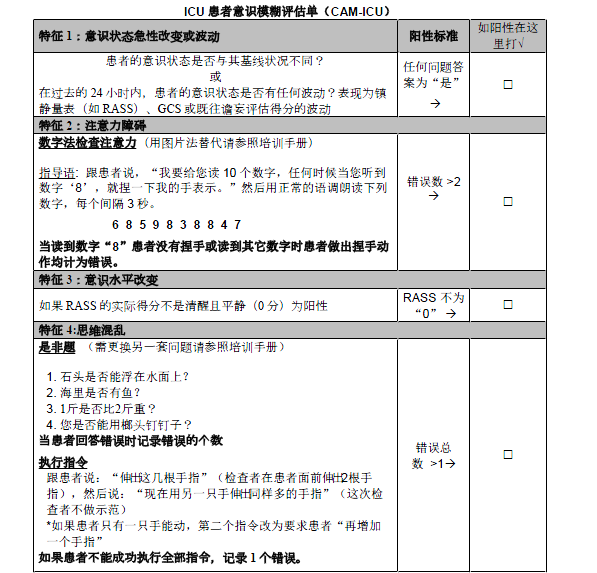 ICU 患者意识模糊评估单（CAM-ICU）
特征 1：意识状态急性改变或波动
阳性标准
如阳性在这
里打√
患者的意识状态是否与其基线状况不同？
或
在过去的 24 小时内，患者的意识状态是否有任何波动？表现为镇
静量表（如 RASS）、GCS 或既往谵妄评估得分的波动
任何问题答
案为“是”
→
□
特征 2：注意力障碍
数字法检查注意力（用图片法替代请参照培训手册）
指导语: 跟患者说，“我要给您读 10 个数字，任何时候当您听到
数字‘8’，就捏一下我的手表示。”然后用正常的语调朗读下列
数字，每个间隔 3 秒。
6 8 5 9 8 3 8 8 4 7
当读到数字“8”患者没有捏手或读到其它数字时患者做出捏手动
作均计为错误。
错误数 >2
→
□
特征 3：意识水平改变
如果 RASS 的实际得分不是清醒且平静（0 分）为阳性
RASS 不为
“0” →
□
特征 4:思维混乱
是非题 （需更换另一套问题请参照培训手册）
1. 石头是否能浮在水面上？
2. 海里是否有鱼？
3. 1斤是否比2斤重？
4. 您是否能用榔头钉钉子？
当患者回答错误时记录错误的个数
执行指令
跟患者说：“伸出这几根手指”（检查者在患者面前伸出2根手
指），然后说：“现在用另一只手伸出同样多的手指”（这次检
查者不做示范）
*如果患者只有一只手能动，第二个指令改为要求患者“再增加
一个手指”
如果患者不能成功执行全部指令，记录 1 个错误。
错误总
数 >1→
□